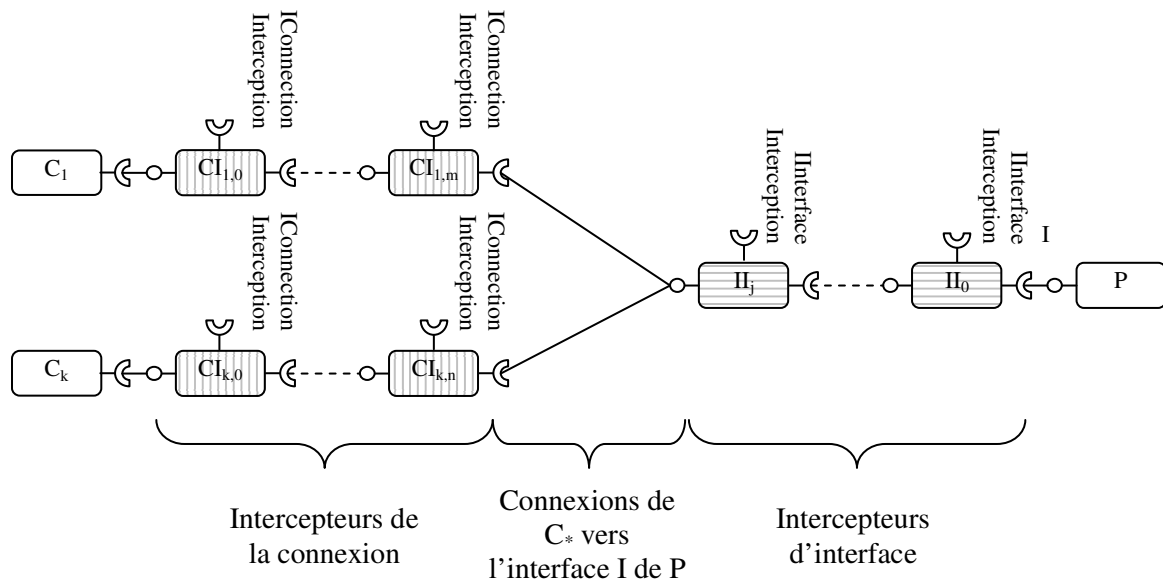 IConnection
Interception
IConnection
Interception
C1
CI1,0
CI1,m
IInterface
Interception
IInterface
Interception
I
IConnection
Interception
IConnection
Interception
IIj
II0
P
Ck
CIk,0
CIk,n
Intercepteurs de
la connexion
Connexions de
C* vers
l'interface I de P
Intercepteurs
d'interface